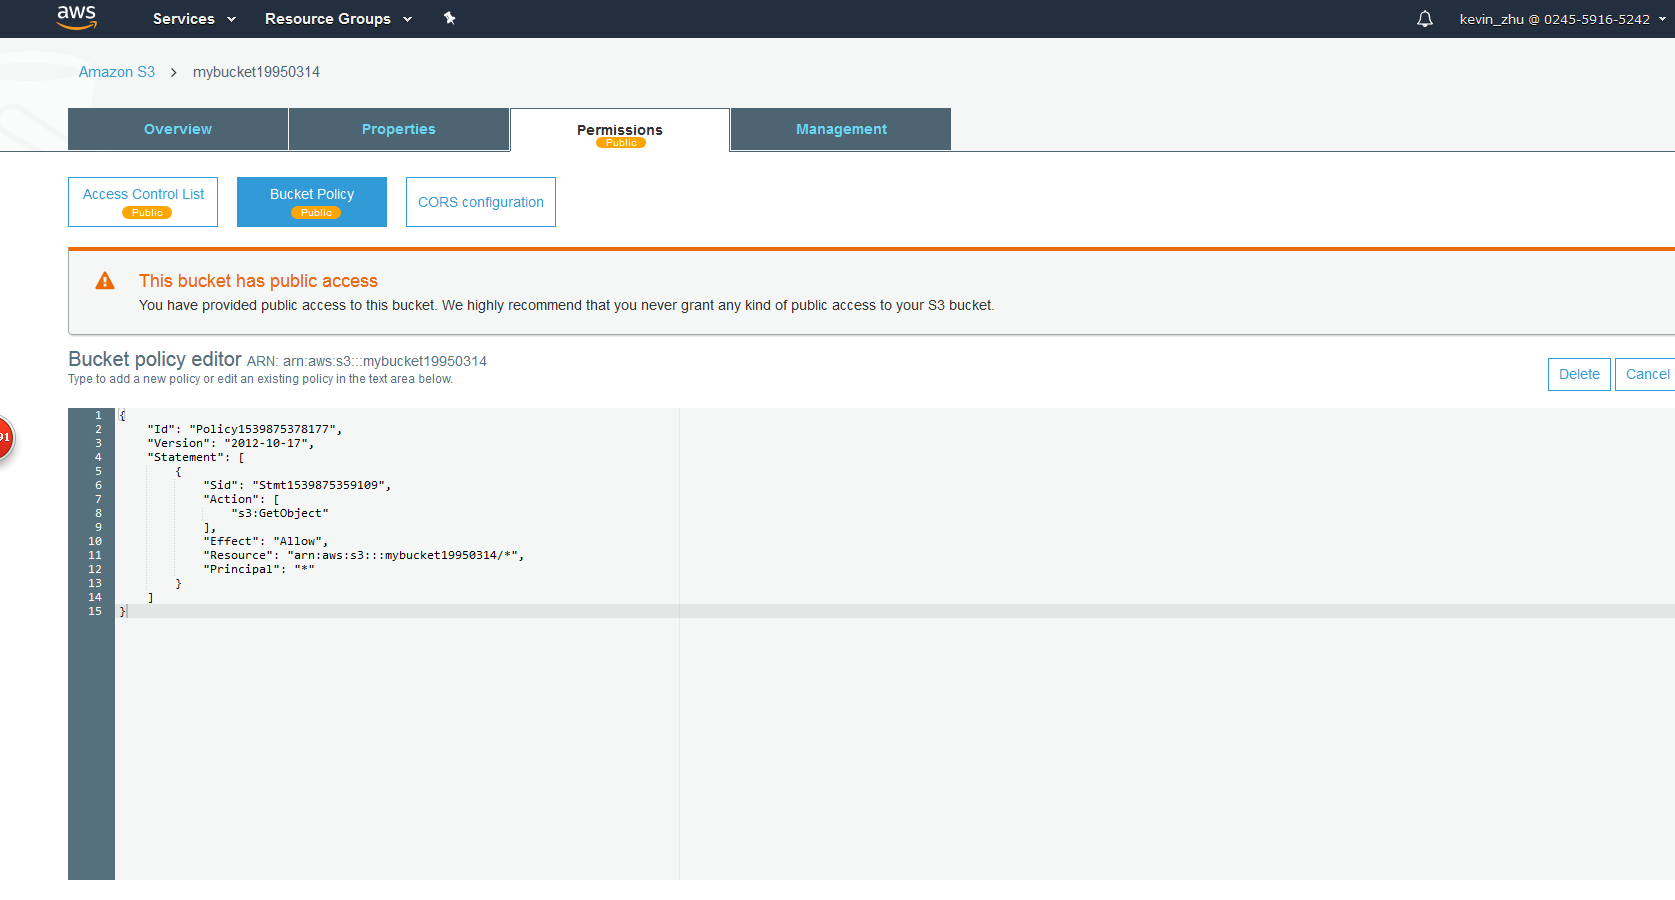 aws Services Resource Groups kevin_zhu @ 0245-5916-5242
Amazon S3 > mybucket19950314
Overview Properties Permissions Management
Public
Access Control List Bucket Policy CORS configuration
Public Public
This bucket has public access
You have provided public access to this bucket. We highly recommend that you never grant any kind of public access to your S3 bucket.
Bucket policy editor ARN: arn:aws:s3:::mybucket19950314
Type to add a new policy or edit an existing policy in the text area below.
Delete Cancel
91
1 {
2 "Id": "Policy1539875378177",
3 "Version": "2012-10-17",
4 "Statement": [
5 {
6 "Sid": "Stmt1539875359109",
7 "Action": [
8 "s3:GetObject"
9 ],
10 "Effect": "Allow",
11 "Resource": "arn:aws:s3:::mybucket19950314/*",
12 "Principal": "*"
13 }
14 ]
15 }